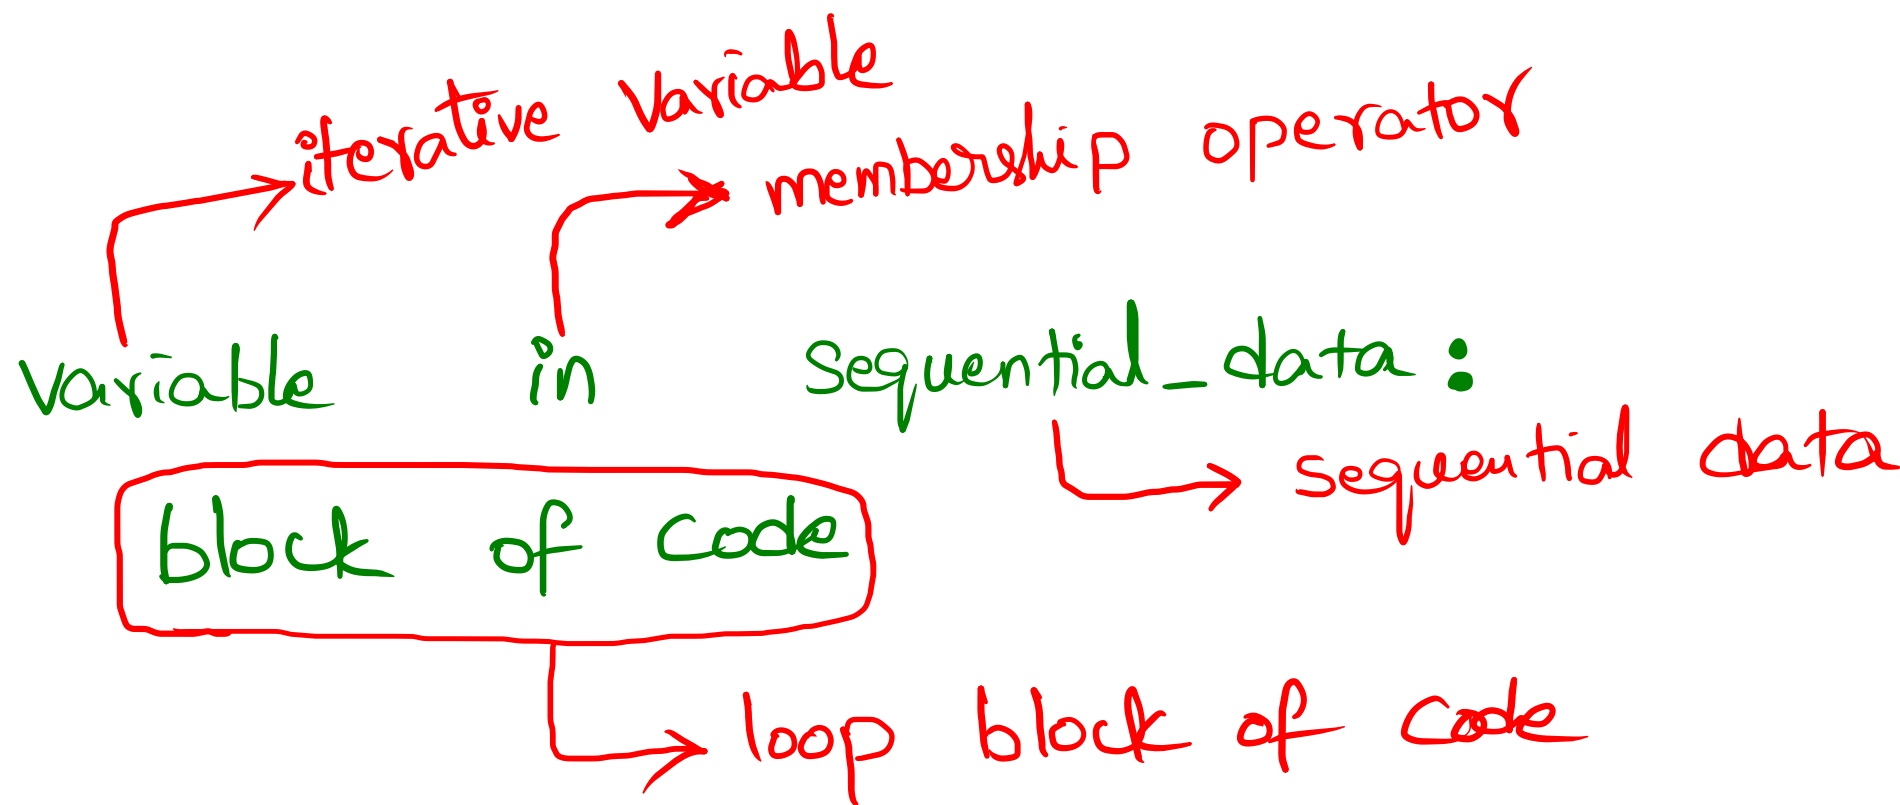 iterative variable
membership operator
variable in sequential_data:
sequential data
block of code
loop block of code